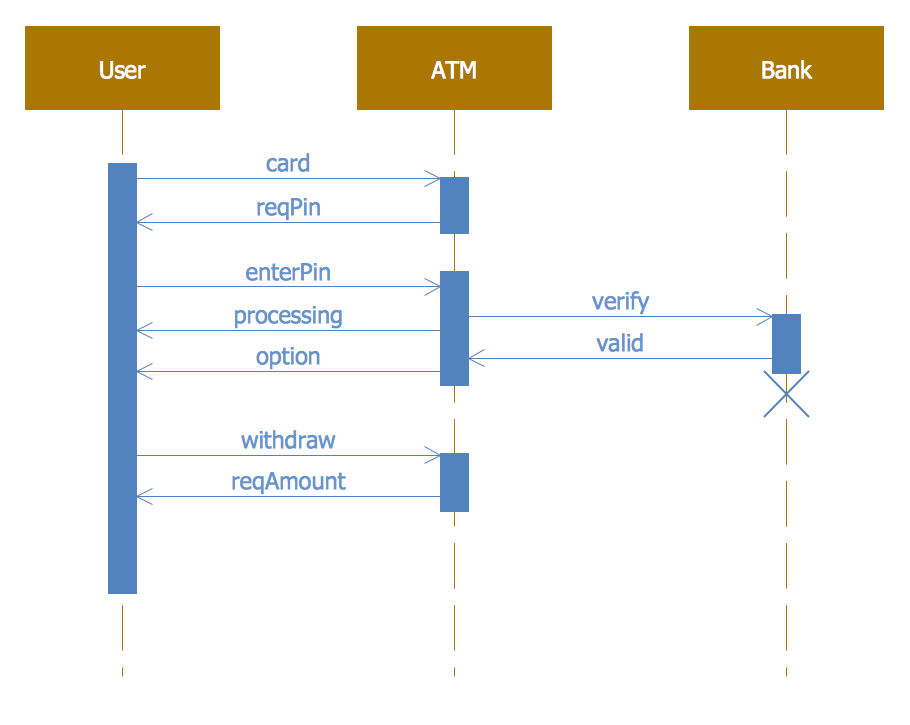 User
ATM
Bank
card
reqPin
enterPin
verify
processing
valid
option
withdraw
reqAmount